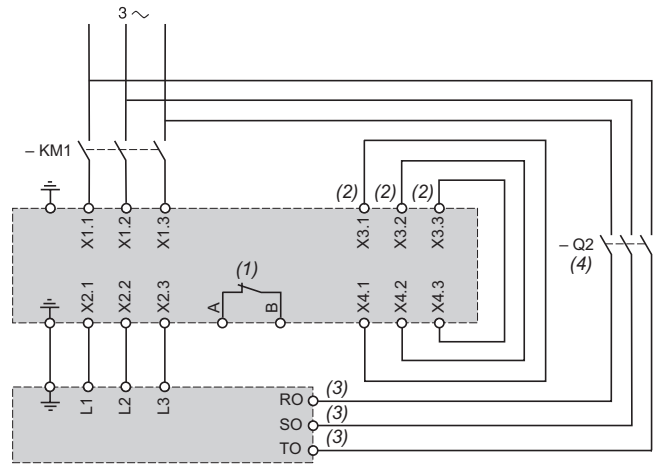 3 ~
– KM1
(2) (2) (2)
X1.1
X1.2
X1.3
X3.1
X3.2
X3.3
– Q2
(4)
(1)
X2.1
X2.2
X2.3
A
B
X4.1
X4.2
X4.3
L1
L2
L3
RO (3)
SO (3)
TO (3)